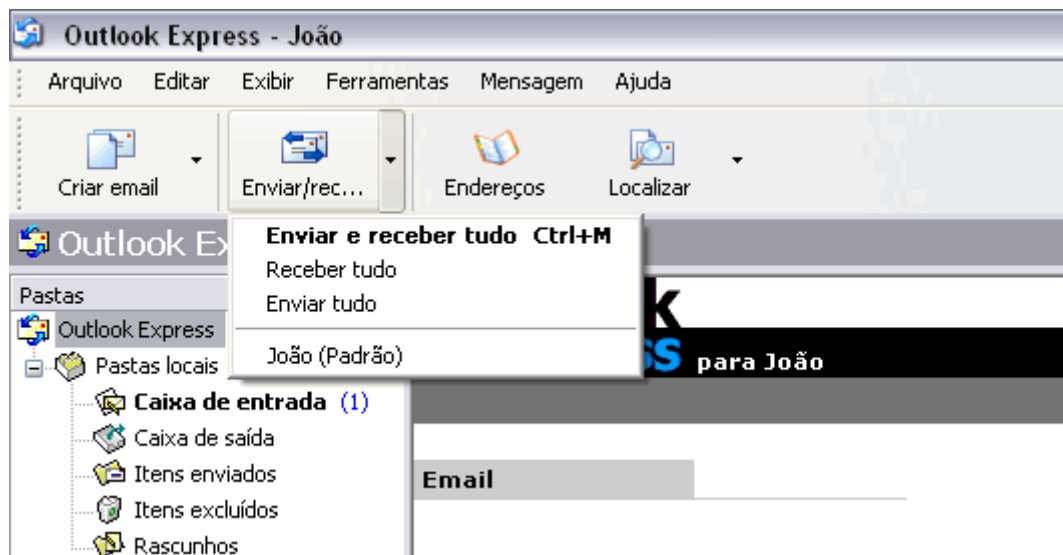 Outlook Express - João
Arquivo Editar Exibir Ferramentas Mensagem Ajuda
Criar email Enviar/rec... Endereços Localizar
Outlook Ex
Enviar e receber tudo Ctrl+M
Receber tudo
Enviar tudo
João (Padrão)
Pastas
Outlook Express
Pastas locais
Caixa de entrada (1)
Caixa de saída
Itens enviados
Itens excluídos
Rascunhos
k
ss para João
Email